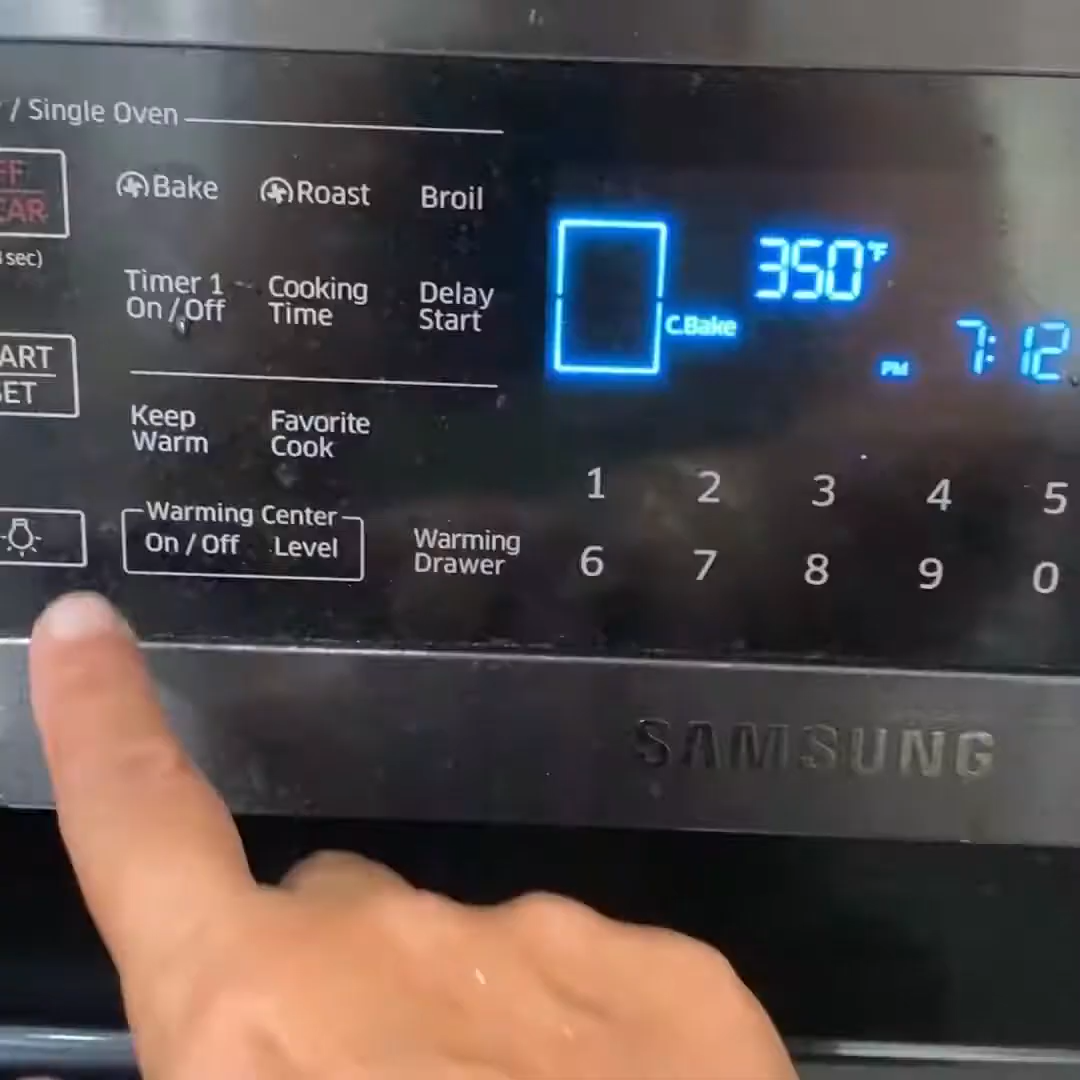 / Single Oven
Bake
Roast
Broil
sec)
Timer 1
On / Off
Cooking
Time
Delay
Start
350°F
C.Bake
PM 7:12
Keep
Warm
Favorite
Cook
Warming Center
On / Off Level
Warming
Drawer
1 2 3 4 5
6 7 8 9 0
SAMSUNG